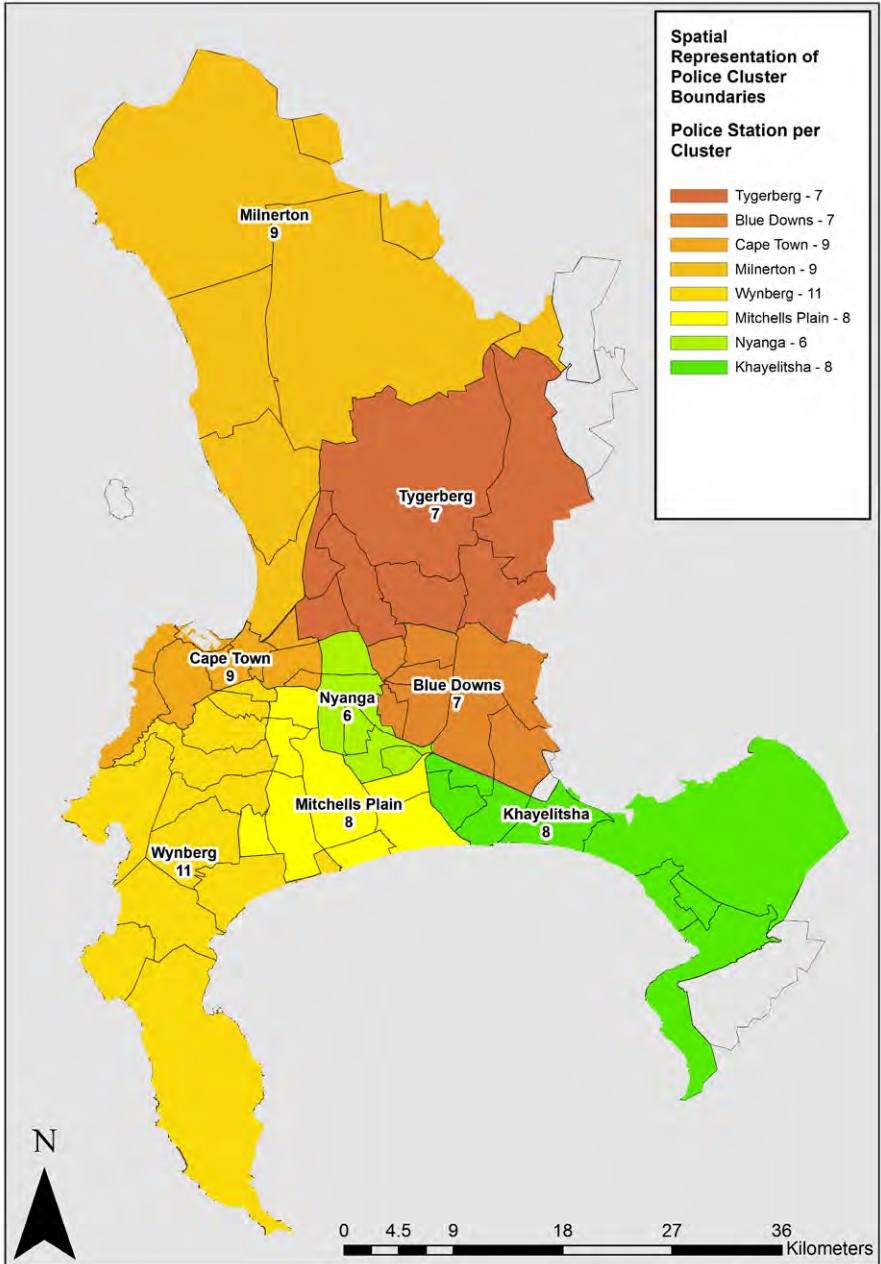 Spatial
Representation of
Police Cluster
Boundaries
Police Station per
Cluster
Tygerberg - 7
Blue Downs - 7
Cape Town - 9
Milnerton - 9
Wynberg - 11
Mitchells Plain - 8
Nyanga - 6
Khayelitsha - 8
Milnerton
9
Tygerberg
7
Cape Town
9
Nyanga
6
Blue Downs
7
Mitchells Plain
8
Khayelitsha
8
Wynberg
11
N
0 4.5 9 18 27 36
Kilometers